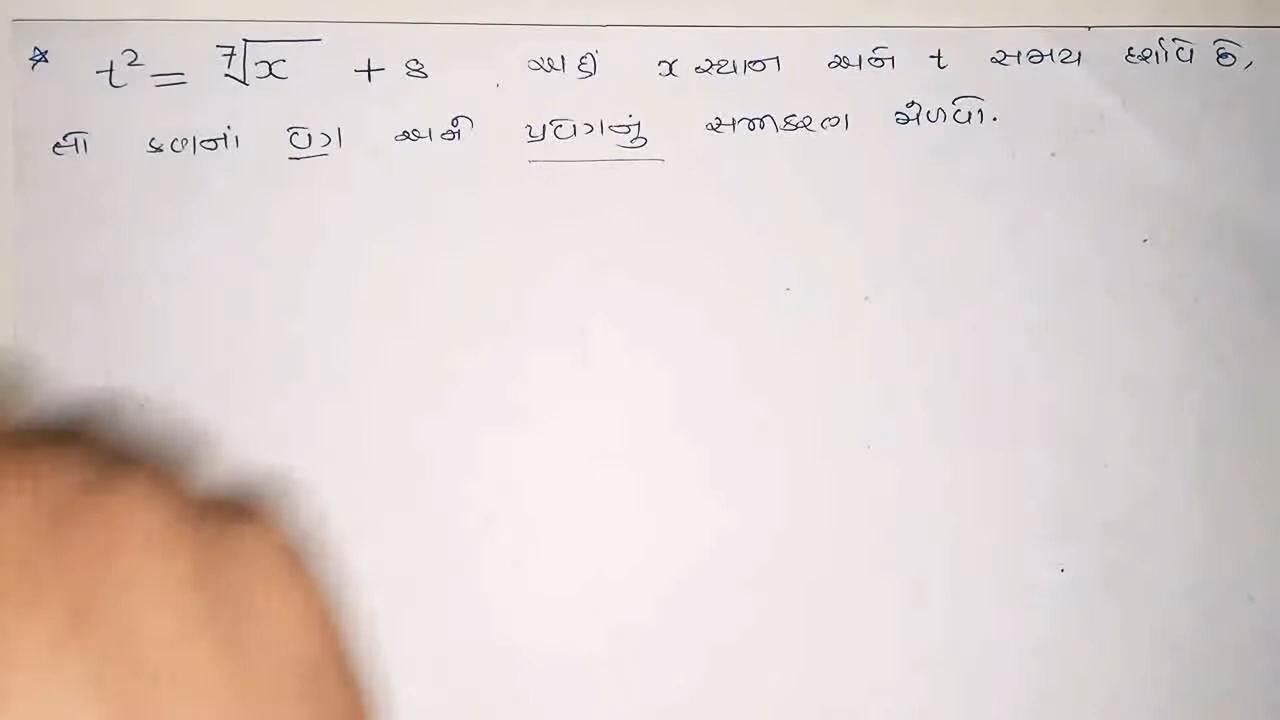 * t² = ⁷√x + 8 . અહીં x સ્થાન અને t સમય દર્શાવે છે,
તો કણનાં વેગ અને પ્રવેગનું સમીકરણ મેળવો.